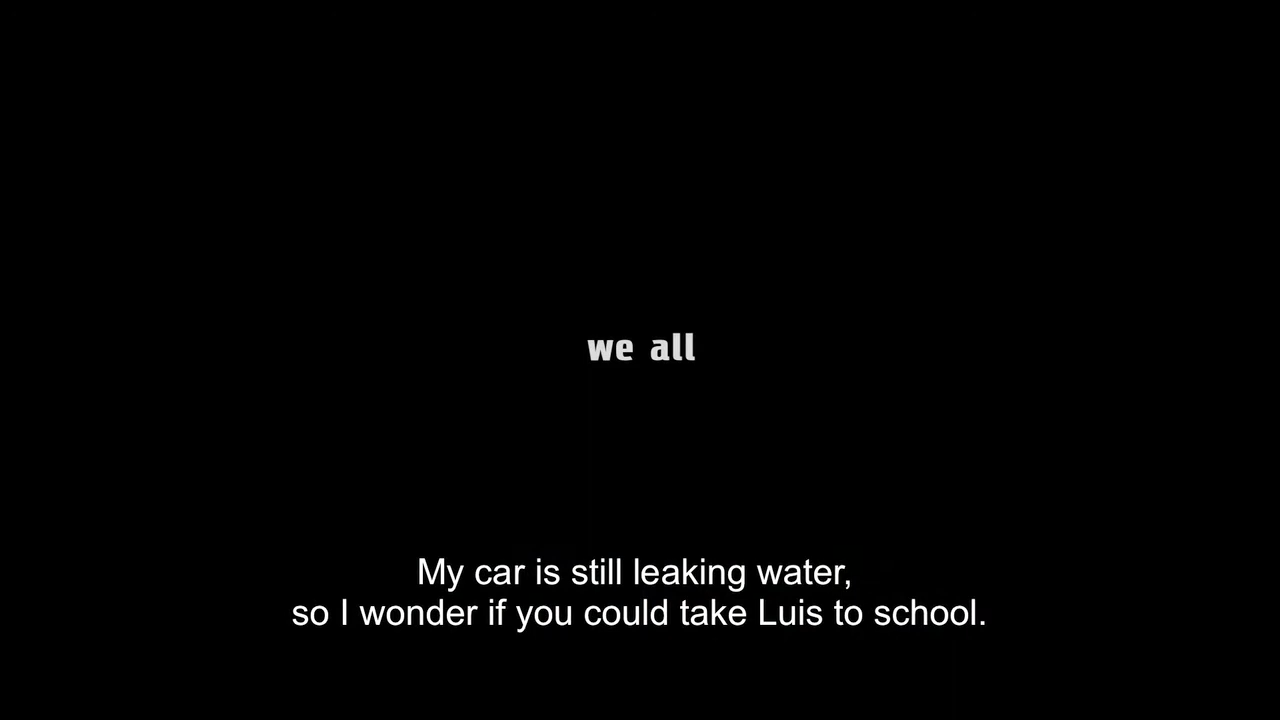 we all
My car is still leaking water,
so I wonder if you could take Luis to school.